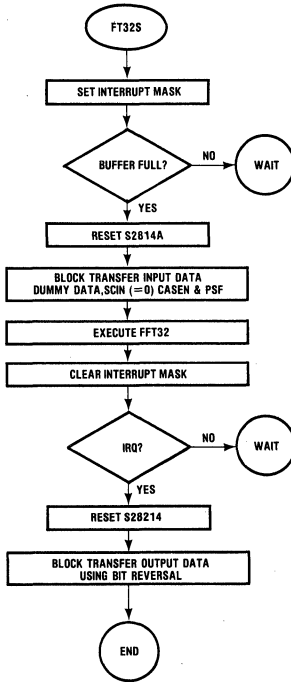 FT32S
SET INTERRUPT MASK
BUFFER FULL?
NO
WAIT
YES
RESET S2814A
BLOCK TRANSFER INPUT DATA
DUMMY DATA,SCIN (=0) CASEN & PSF
EXECUTE FFT32
CLEAR INTERRUPT MASK
IRQ?
NO
WAIT
YES
RESET S28214
BLOCK TRANSFER OUTPUT DATA
USING BIT REVERSAL
END